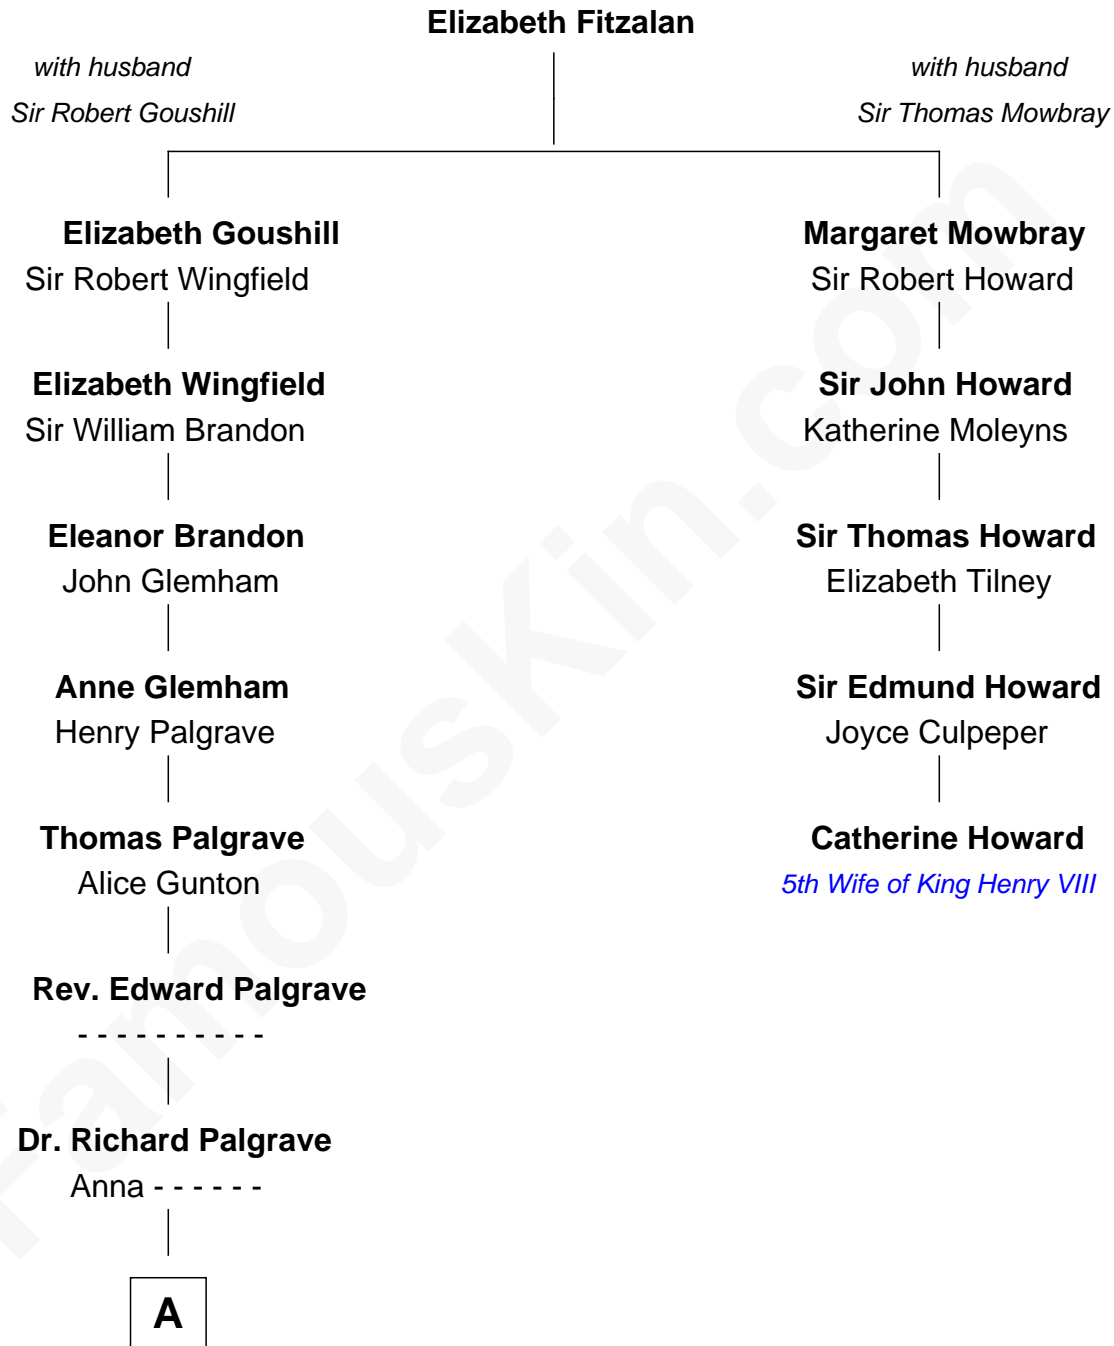 Elizabeth Fitzalan
with husband
Sir Robert Goushill
with husband
Sir Thomas Mowbray
Elizabeth Goushill
Sir Robert Wingfield
Margaret Mowbray
Sir Robert Howard
Elizabeth Wingfield
Sir William Brandon
Sir John Howard
Katherine Moleyns
Eleanor Brandon
John Glemham
Sir Thomas Howard
Elizabeth Tilney
Anne Glemham
Henry Palgrave
Sir Edmund Howard
Joyce Culpeper
Thomas Palgrave
Alice Gunton
Catherine Howard
5th Wife of King Henry VIII
Rev. Edward Palgrave
- - - - - - - - - -
Dr. Richard Palgrave
Anna - - - - - -
A
FamousKin.com